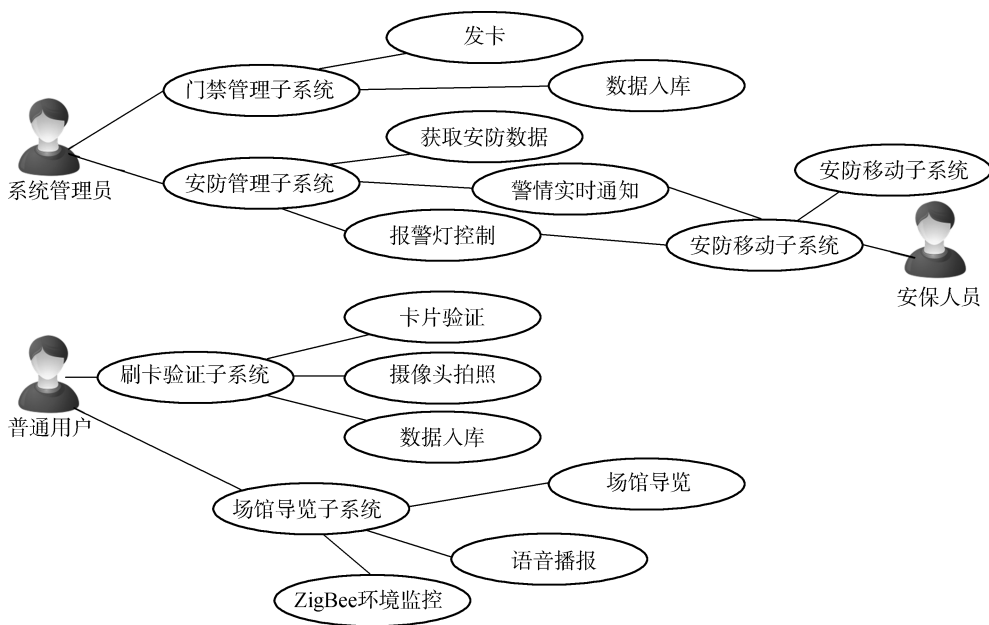 发卡
门禁管理子系统
数据入库
系统管理员
获取安防数据
安防管理子系统
警情实时通知
安防移动子系统
报警灯控制
安防移动子系统
安保人员
卡片验证
刷卡验证子系统
摄像头拍照
普通用户
数据入库
场馆导览
场馆导览子系统
语音播报
ZigBee环境监控